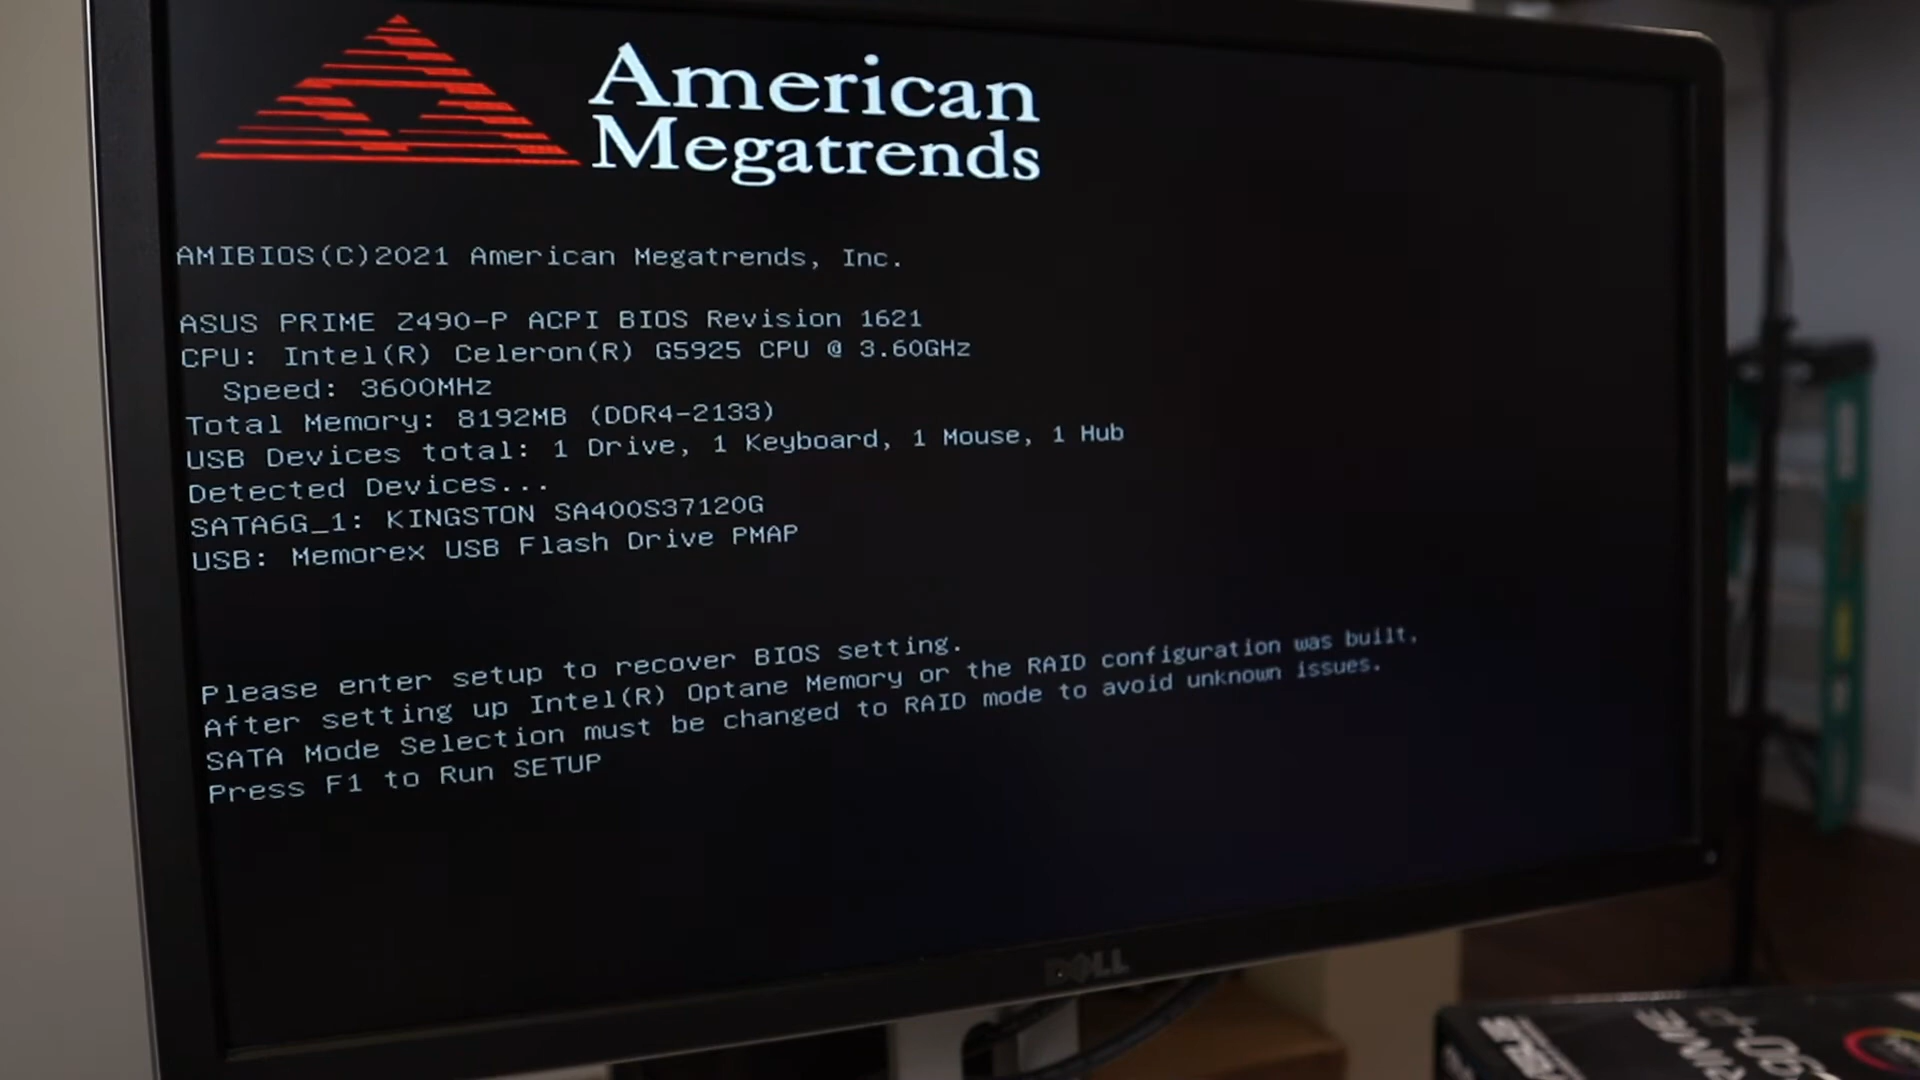 American
Megatrends
AMIBIOS(C)2021 American Megatrends, Inc.
ASUS PRIME Z490-P ACPI BIOS Revision 1621
CPU: Intel(R) Celeron(R) G5925 CPU @ 3.60GHz
Speed: 3600MHz
Total Memory: 8192MB (DDR4-2133)
USB Devices total: 1 Drive, 1 Keyboard, 1 Mouse, 1 Hub
Detected Devices...
SATA6G_1: KINGSTON SA400S37120G
USB: Memorex USB Flash Drive PMAP
Please enter setup to recover BIOS setting.
After setting up Intel(R) Optane Memory or the RAID configuration was built,
SATA Mode Selection must be changed to RAID mode to avoid unknown issues.
Press F1 to Run SETUP
DELL